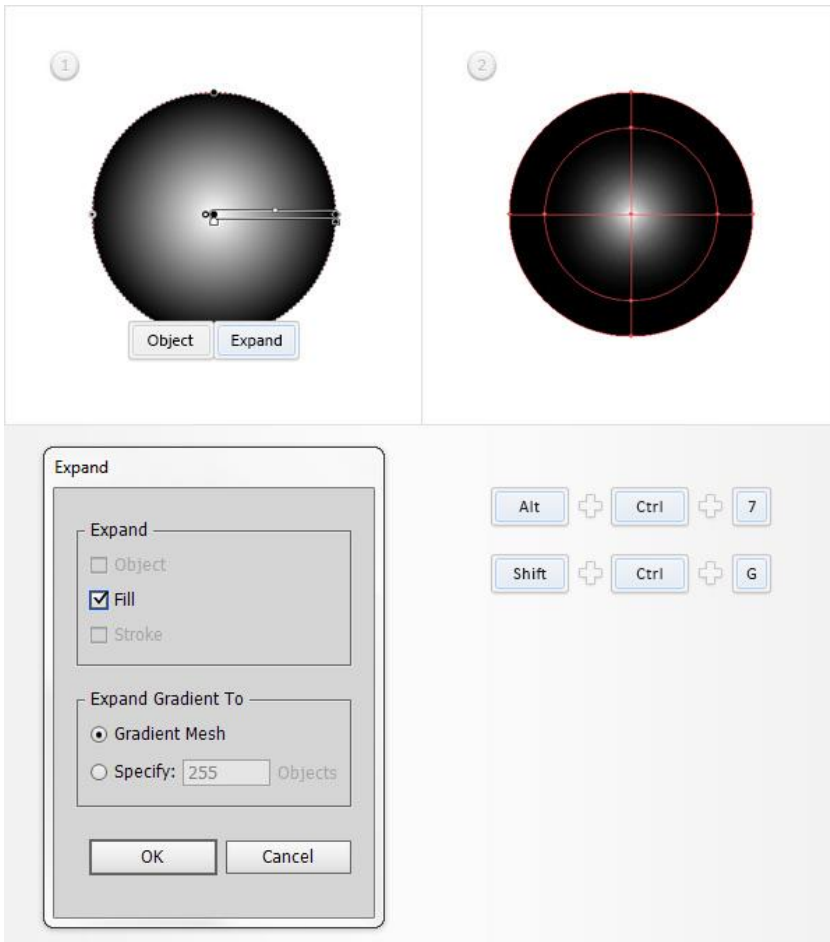 1
2
Object Expand
Expand
Expand
Object
Fill
Stroke
Expand Gradient To
Gradient Mesh
Specify: 255 Objects
OK Cancel
Alt Ctrl 7
Shift Ctrl G